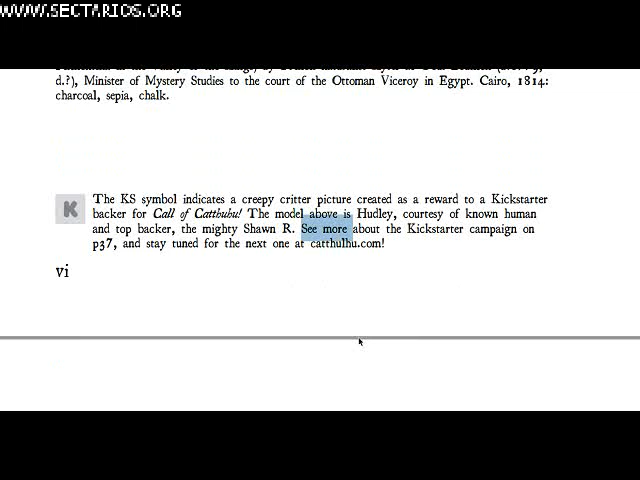 WWW.SECTARIOS.ORG
d.?), Minister of Mystery Studies to the court of the Ottoman Viceroy in Egypt. Cairo, 1814:
charcoal, sepia, chalk.
K
The KS symbol indicates a creepy critter picture created as a reward to a Kickstarter
backer for Call of Catthuhu! The model above is Hudley, courtesy of known human
and top backer, the mighty Shawn R. See more about the Kickstarter campaign on
p37, and stay tuned for the next one at catthulhu.com!
vi